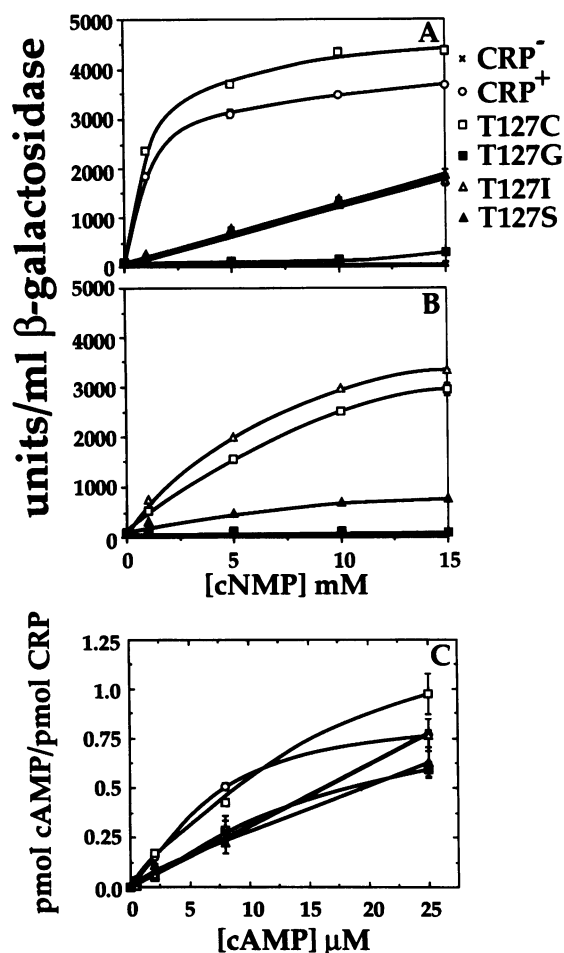 units/ml β-galactosidase
5000
4000
3000
2000
1000
0
A
CRP-
CRP+
T127C
T127G
T127I
T127S
5000
4000
3000
2000
1000
0
B
0 5 10 15
[cNMP] mM
pmol cAMP/pmol CRP
1.25
1.0
0.75
0.5
0.25
0.0
C
0 5 10 15 20 25
[cAMP] μM